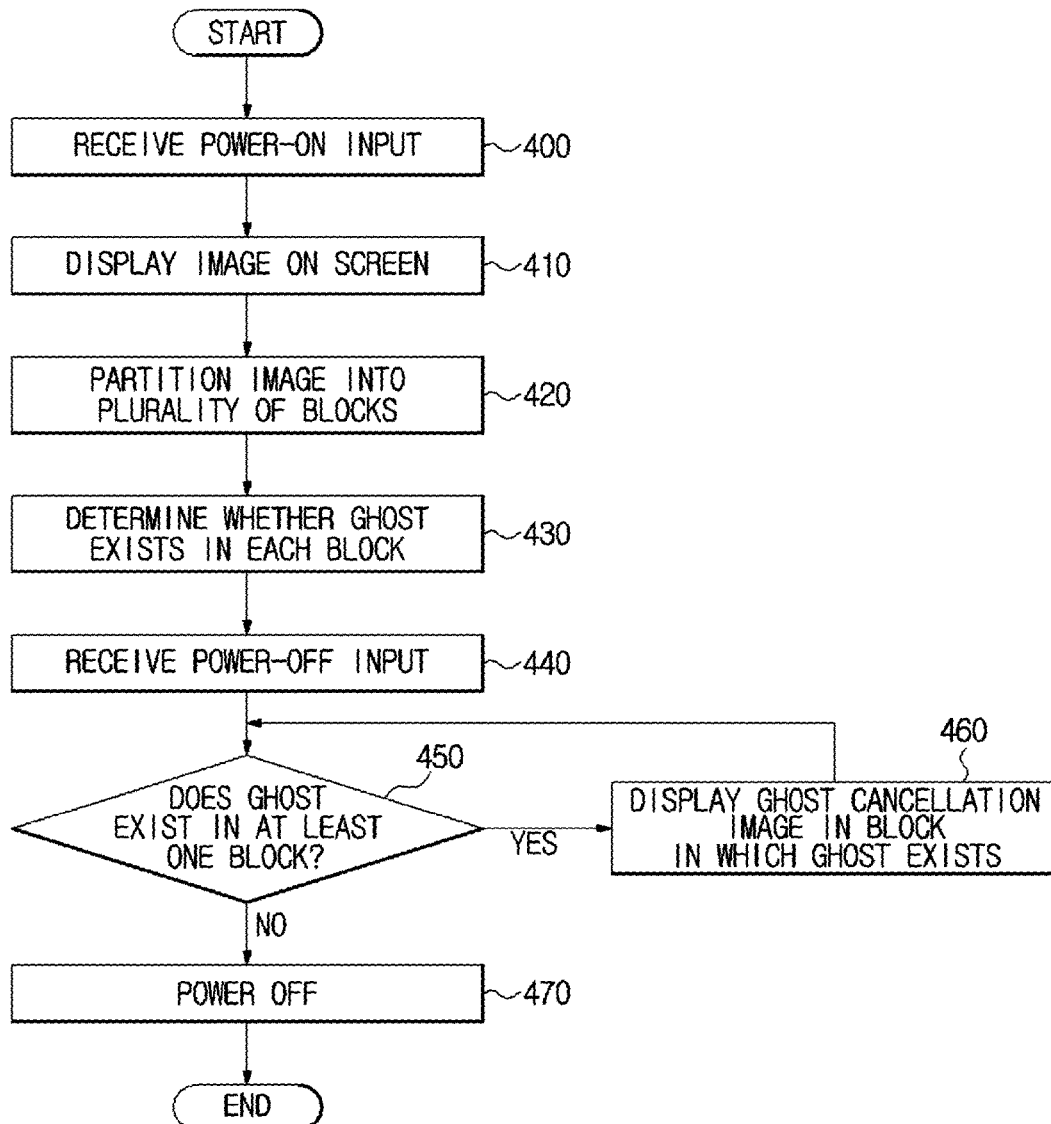 START
RECEIVE POWER-ON INPUT
400
DISPLAY IMAGE ON SCREEN
410
PARTITION IMAGE INTO
PLURALITY OF BLOCKS
420
DETERMINE WHETHER GHOST
EXISTS IN EACH BLOCK
430
RECEIVE POWER-OFF INPUT
440
450
DOES GHOST
EXIST IN AT LEAST
ONE BLOCK?
YES
460
DISPLAY GHOST CANCELLATION
IMAGE IN BLOCK
IN WHICH GHOST EXISTS
NO
POWER OFF
470
END